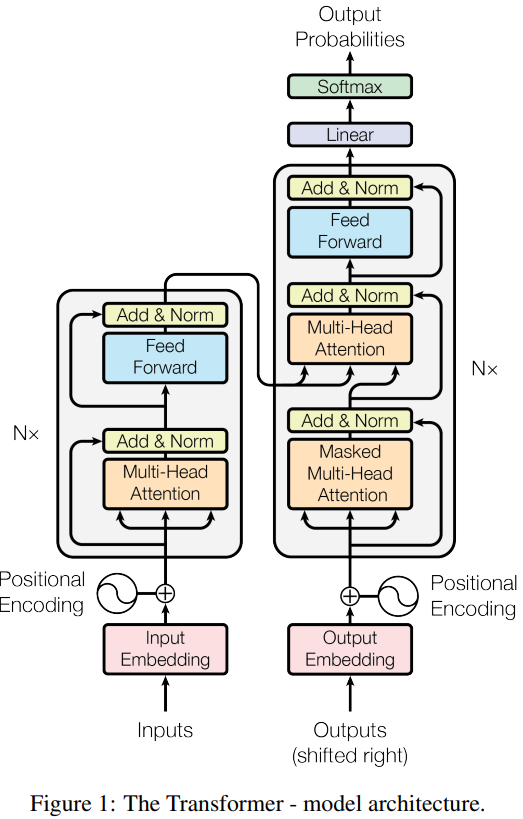 Output
Probabilities
Softmax
Linear
Add & Norm
Feed
Forward
Add & Norm
Multi-Head
Attention
Add & Norm
Masked
Multi-Head
Attention
N×
Add & Norm
Feed
Forward
Add & Norm
Multi-Head
Attention
N×
Positional
Encoding
Positional
Encoding
Input
Embedding
Output
Embedding
Inputs
Outputs
(shifted right)
Figure 1: The Transformer - model architecture.